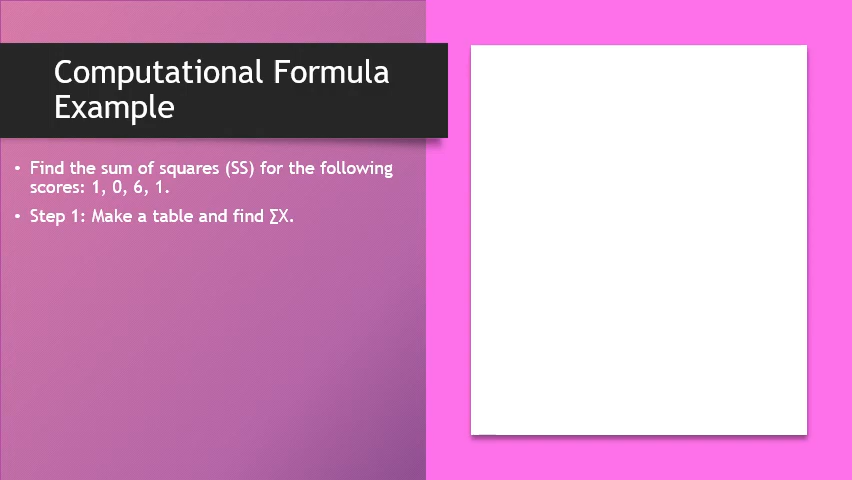 Computational Formula
Example
• Find the sum of squares (SS) for the following
scores: 1, 0, 6, 1.
• Step 1: Make a table and find ∑X.